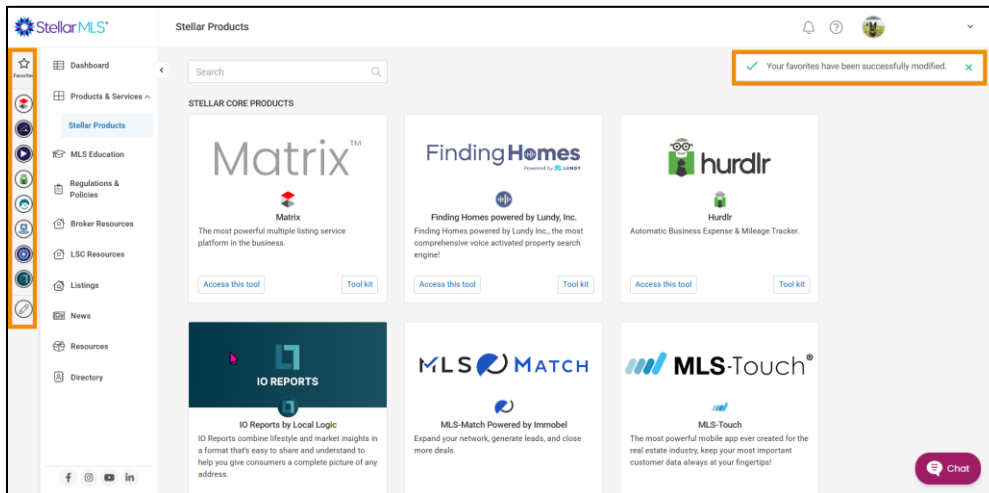 StellarMLS
Stellar Products
Favorites
Dashboard
Products & Services
Stellar Products
MLS Education
Regulations &
Policies
Broker Resources
LSC Resources
Listings
News
Resources
Directory
Search
Your favorites have been successfully modified.
STELLAR CORE PRODUCTS
Matrix™
Matrix
The most powerful multiple listing service
platform in the business.
Access this tool
Tool kit
Finding Homes
Powered by LUNDY
Finding Homes powered by Lundy, Inc.
Finding Homes powered by Lundy Inc., the most
comprehensive voice activated property search
engine!
Access this tool
Tool kit
hurdlr
Hurdlr
Automatic Business Expense & Mileage Tracker.
Access this tool
Tool kit
IO REPORTS
IO Reports by Local Logic
IO Reports combine lifestyle and market insights in
a format that's easy to share and understand to
help you give consumers a complete picture of any
address.
MLS MATCH
MLS-Match Powered by Immobel
Expand your network, generate leads, and close
more deals.
MLS-Touch®
MLS-Touch
The most powerful mobile app ever created for the
real estate industry, keep your most important
customer data always at your fingertips!
Chat